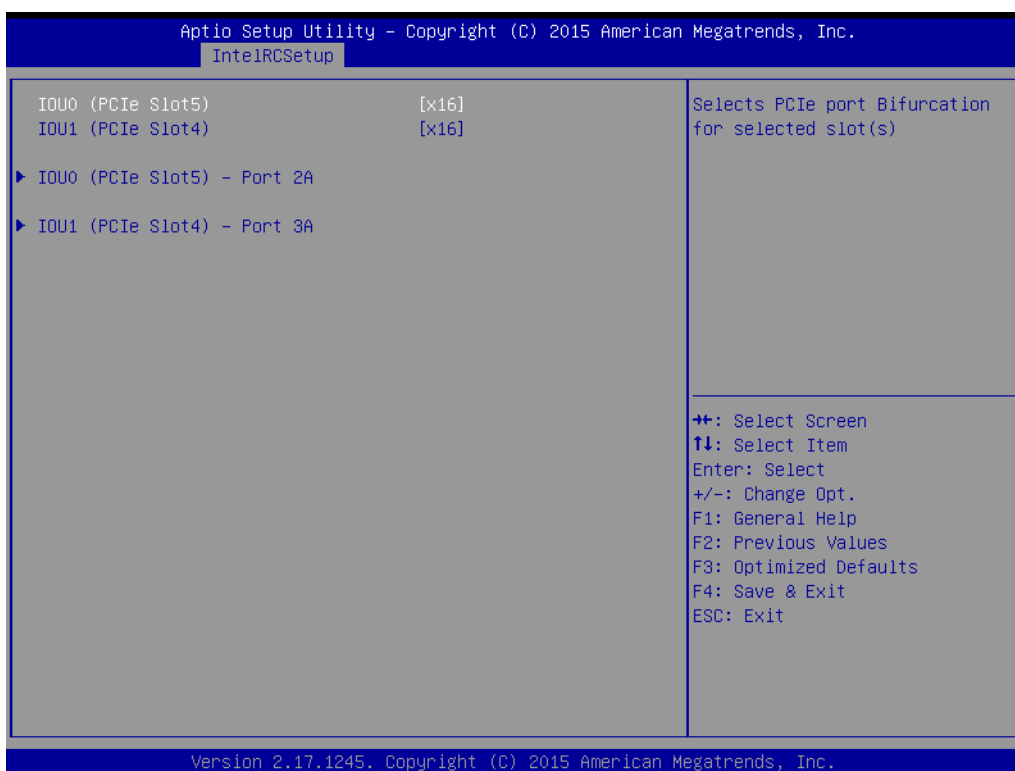 Aptio Setup Utility – Copyright (C) 2015 American Megatrends, Inc.
IntelRCSetup
IOU0 (PCIe Slot5) [x16]
IOU1 (PCIe Slot4) [x16]
▶ IOU0 (PCIe Slot5) – Port 2A
▶ IOU1 (PCIe Slot4) – Port 3A
Selects PCIe port Bifurcation
for selected slot(s)
→←: Select Screen
↑↓: Select Item
Enter: Select
+/-: Change Opt.
F1: General Help
F2: Previous Values
F3: Optimized Defaults
F4: Save & Exit
ESC: Exit
Version 2.17.1245. Copyright (C) 2015 American Megatrends, Inc.